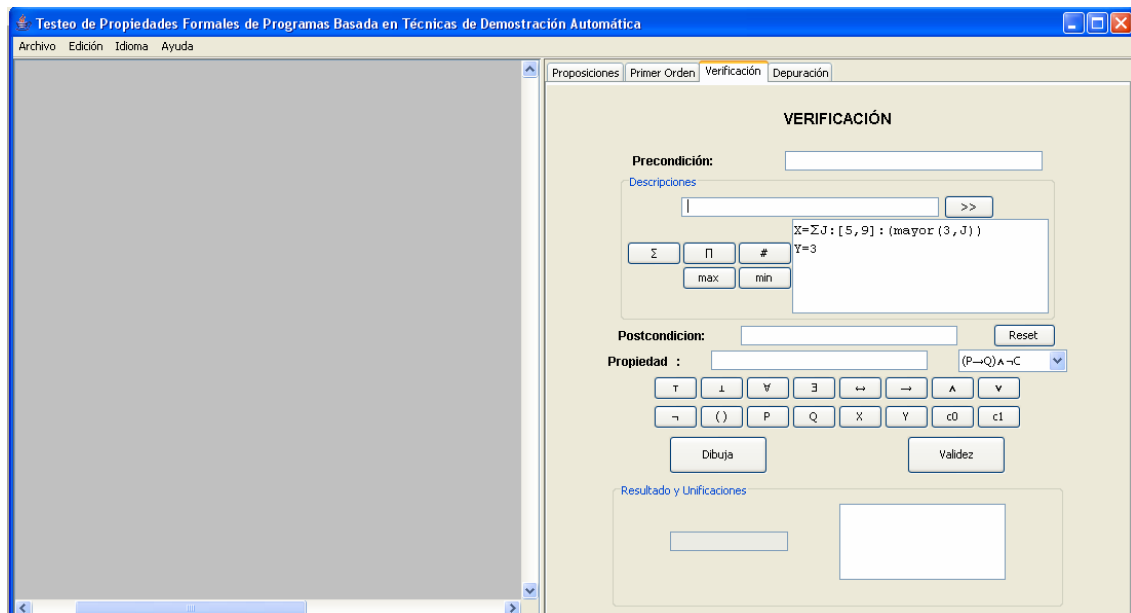 Testeo de Propiedades Formales de Programas Basada en Técnicas de Demostración Automática
Archivo Edición Idioma Ayuda
Proposiciones Primer Orden Verificación Depuración
VERIFICACIÓN
Precondición:
Descripciones
>>
X=ΣJ:[5,9]:(mayor(3,J))
Y=3
Σ Π #
max min
Postcondicion:
Reset
Propiedad :
(P→Q)∧¬C
⊤ ⊥ ∀ ∃ ↔ → ∧ ∨
¬ () P Q X Y c0 c1
Dibuja Validez
Resultado y Unificaciones